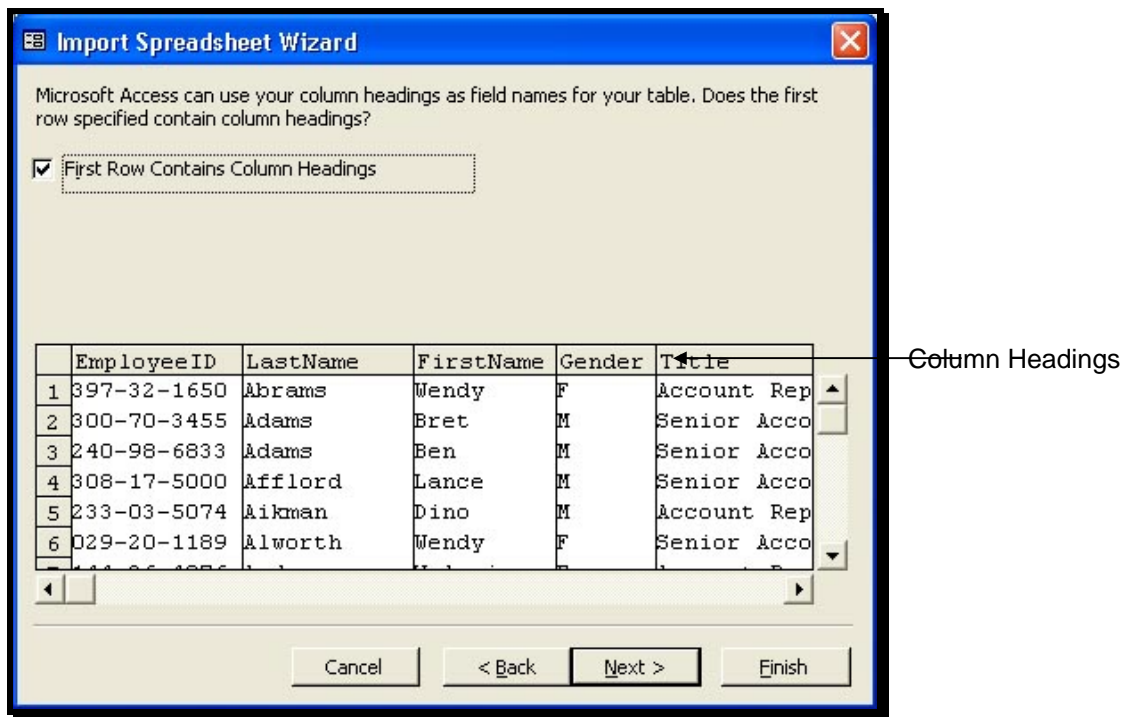 Import Spreadsheet Wizard
Microsoft Access can use your column headings as field names for your table. Does the first
row specified contain column headings?
First Row Contains Column Headings
EmployeeID LastName FirstName Gender Title
Column Headings
1 397-32-1650 Abrams Wendy F Account Rep
2 300-70-3455 Adams Bret M Senior Acco
3 240-98-6833 Adams Ben M Senior Acco
4 308-17-5000 Afflord Lance M Senior Acco
5 233-03-5074 Aikman Dino M Account Rep
6 029-20-1189 Alworth Wendy F Senior Acco
Cancel < Back Next > Finish